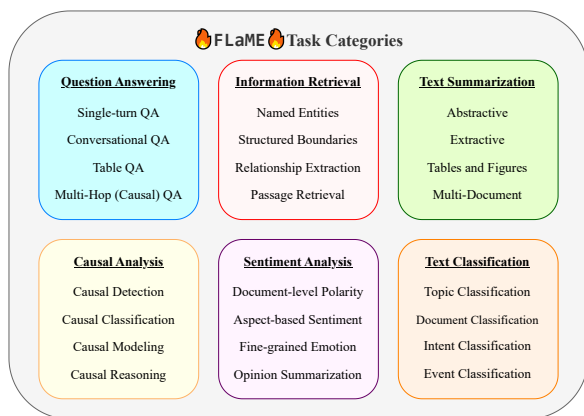 FLaME Task Categories
Question Answering
Single-turn QA
Conversational QA
Table QA
Multi-Hop (Causal) QA
Information Retrieval
Named Entities
Structured Boundaries
Relationship Extraction
Passage Retrieval
Text Summarization
Abstractive
Extractive
Tables and Figures
Multi-Document
Causal Analysis
Causal Detection
Causal Classification
Causal Modeling
Causal Reasoning
Sentiment Analysis
Document-level Polarity
Aspect-based Sentiment
Fine-grained Emotion
Opinion Summarization
Text Classification
Topic Classification
Document Classification
Intent Classification
Event Classification